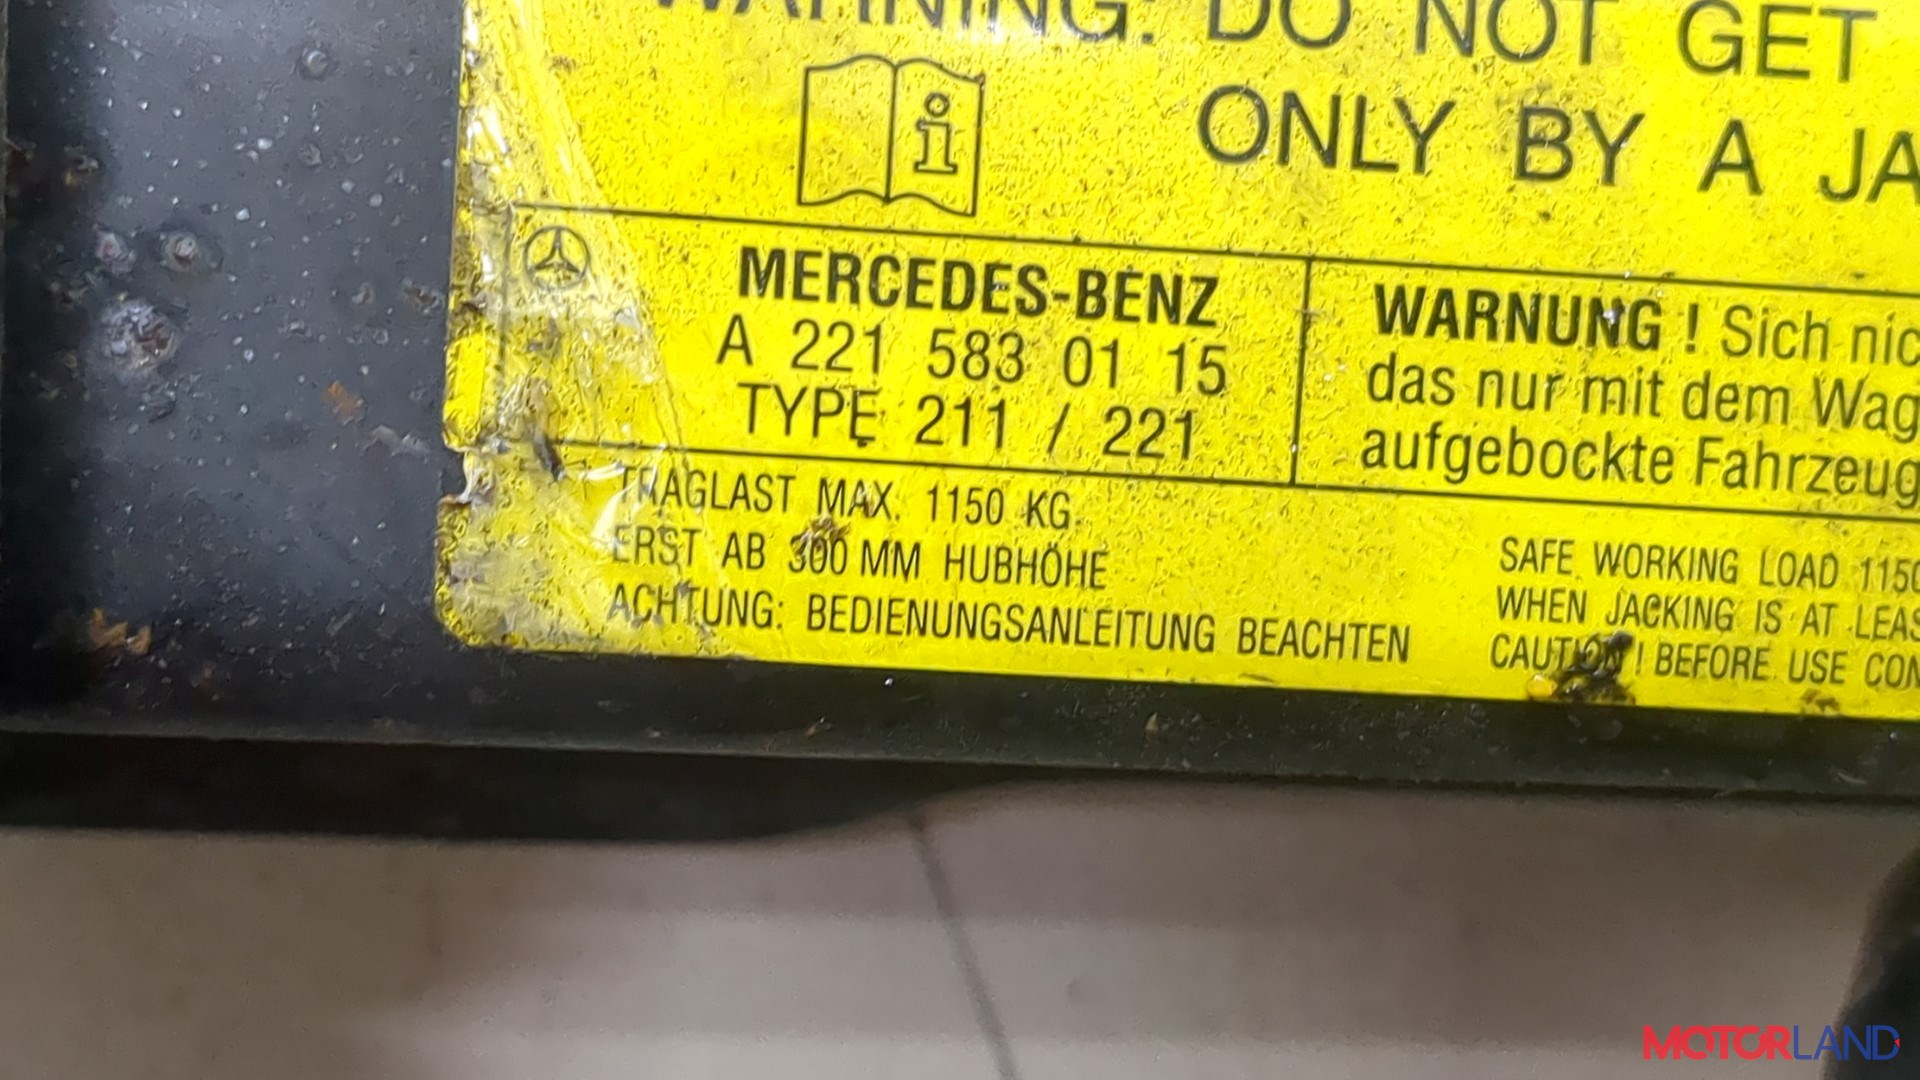 WARNING: DO NOT GET
ONLY BY A JA
i
MERCEDES-BENZ
A 221 583 01 15
TYPE 211 / 221
WARNUNG ! Sich nic
das nur mit dem Wag
aufgebockte Fahrzeug
TRAGLAST MAX. 1150 KG.
ERST AB 300 MM HUBHÖHE
ACHTUNG: BEDIENUNGSANLEITUNG BEACHTEN
SAFE WORKING LOAD 1150
WHEN JACKING IS AT LEAS
CAUTION ! BEFORE USE CON
MOTORLAND